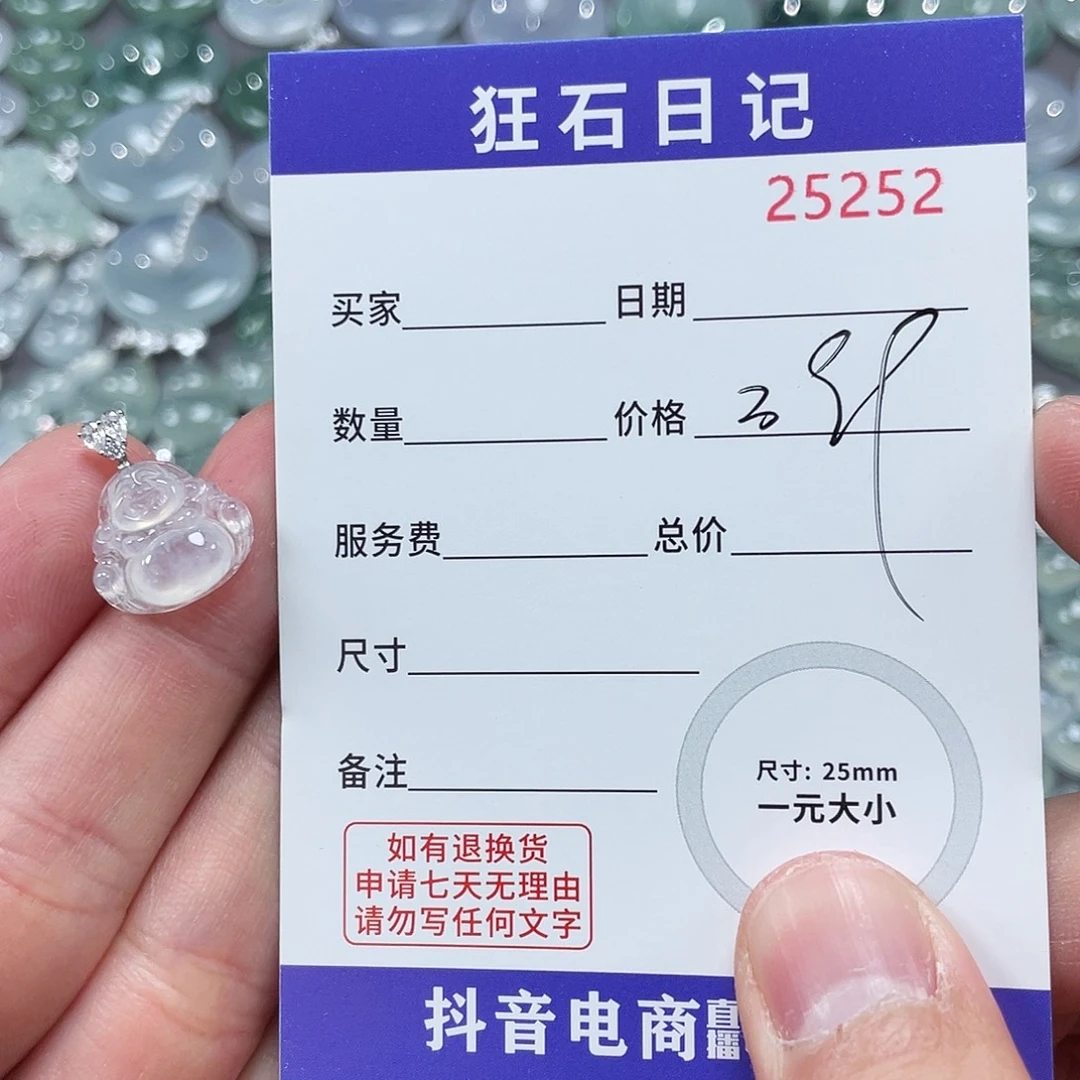 狂石日记
25252
买家 日期
数量 价格
服务费 总价
尺寸
备注
尺寸: 25mm
一元大小
如有退换货
申请七天无理由
请勿写任何文字
抖音电商直播